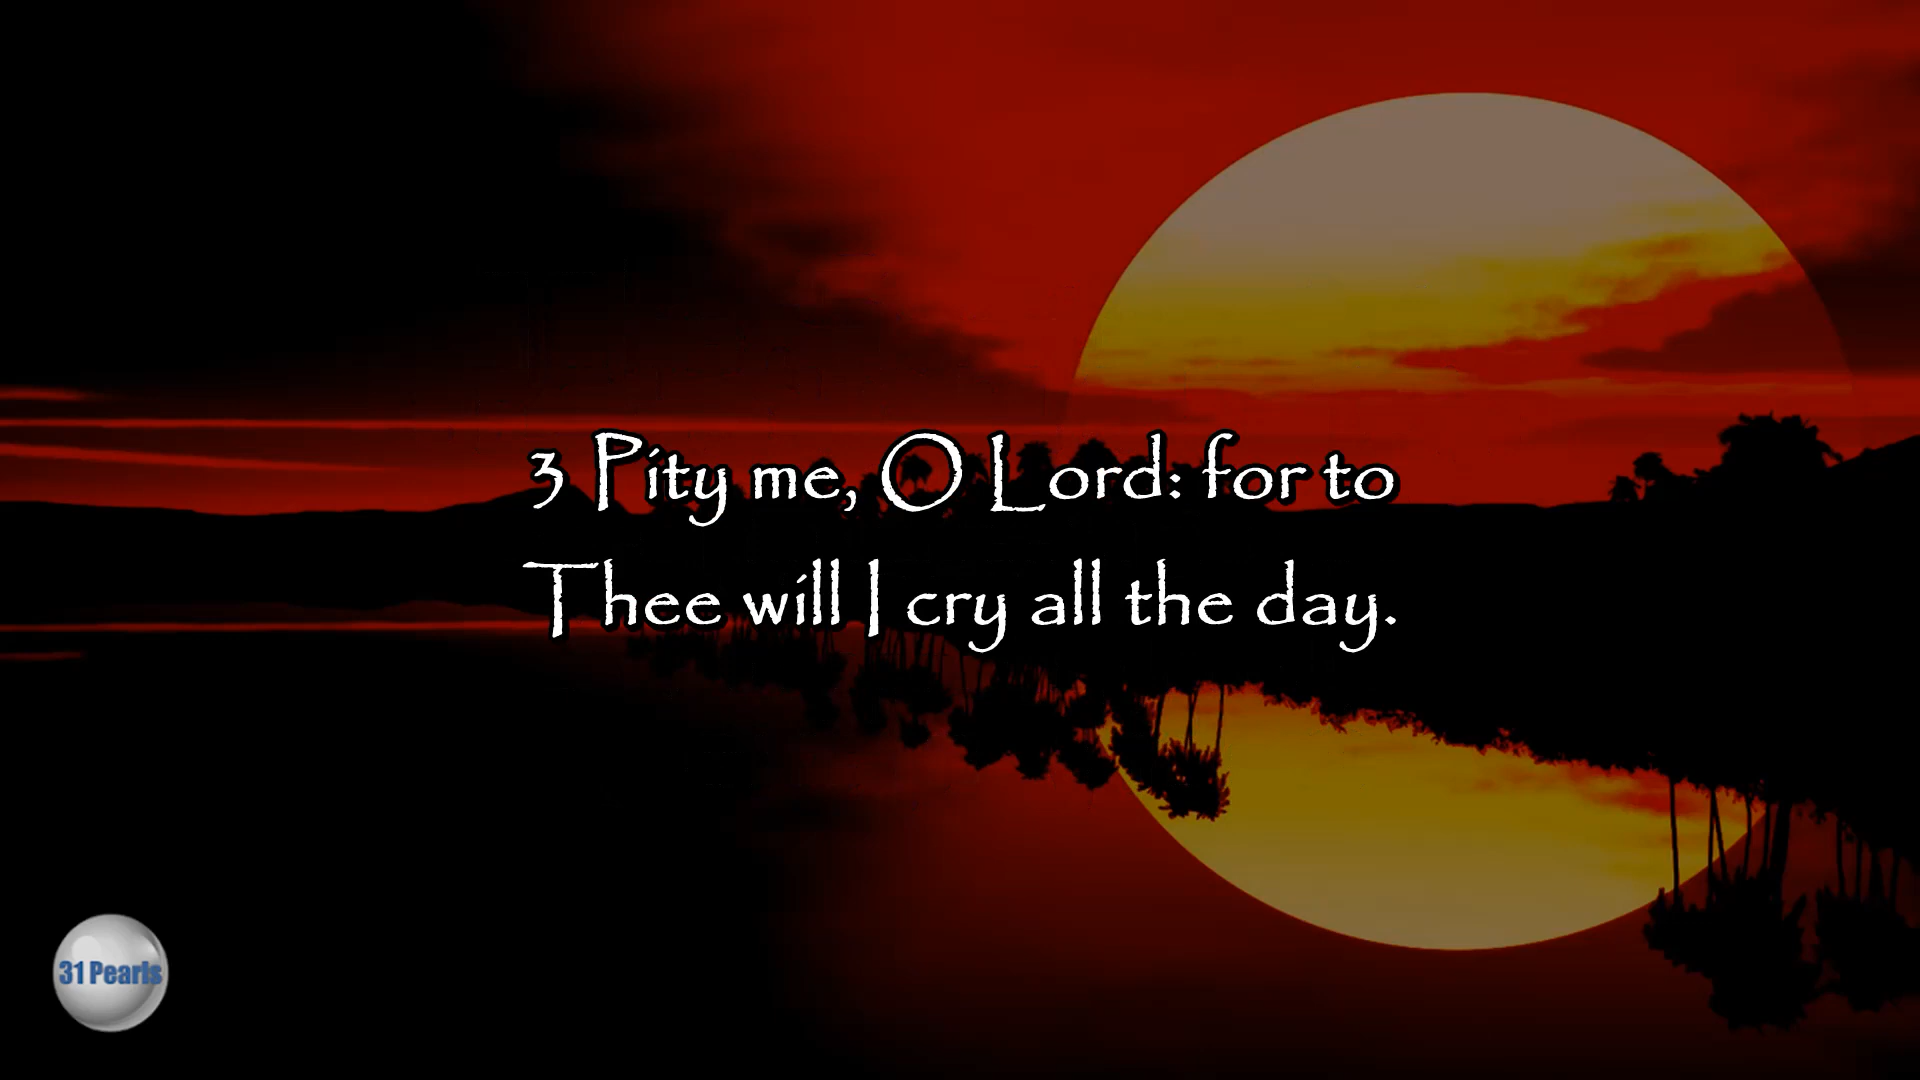 3 Pity me, O Lord: for to
Thee will I cry all the day.
31 Pearls